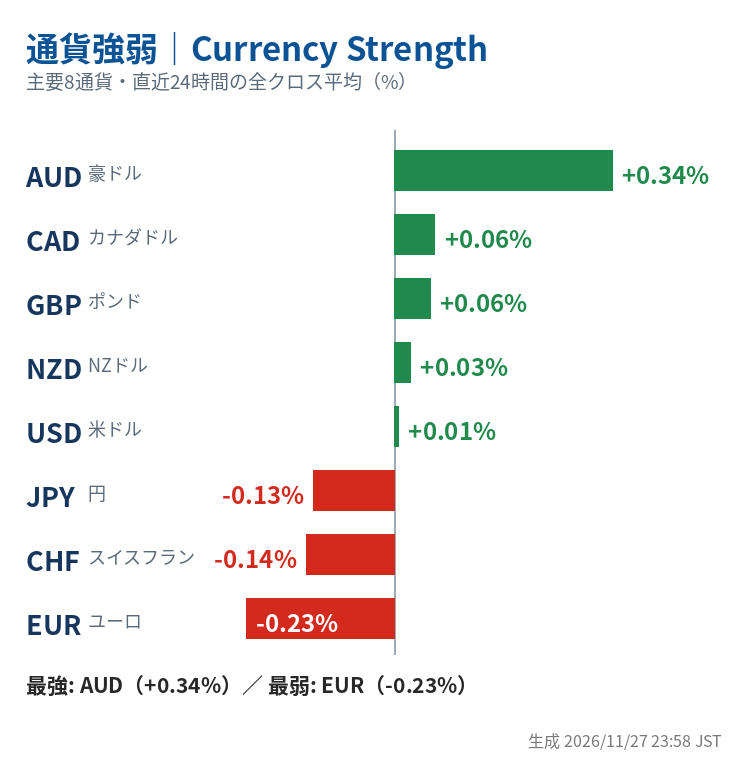 通貨強弱｜Currency Strength
主要8通貨・直近24時間の全クロス平均（%）
AUD 豪ドル +0.34%
CAD カナダドル +0.06%
GBP ポンド +0.06%
NZD NZドル +0.03%
USD 米ドル +0.01%
JPY 円 -0.13%
CHF スイスフラン -0.14%
EUR ユーロ -0.23%
最強: AUD（+0.34%）／ 最弱: EUR（-0.23%）
生成 2026/11/27 23:58 JST